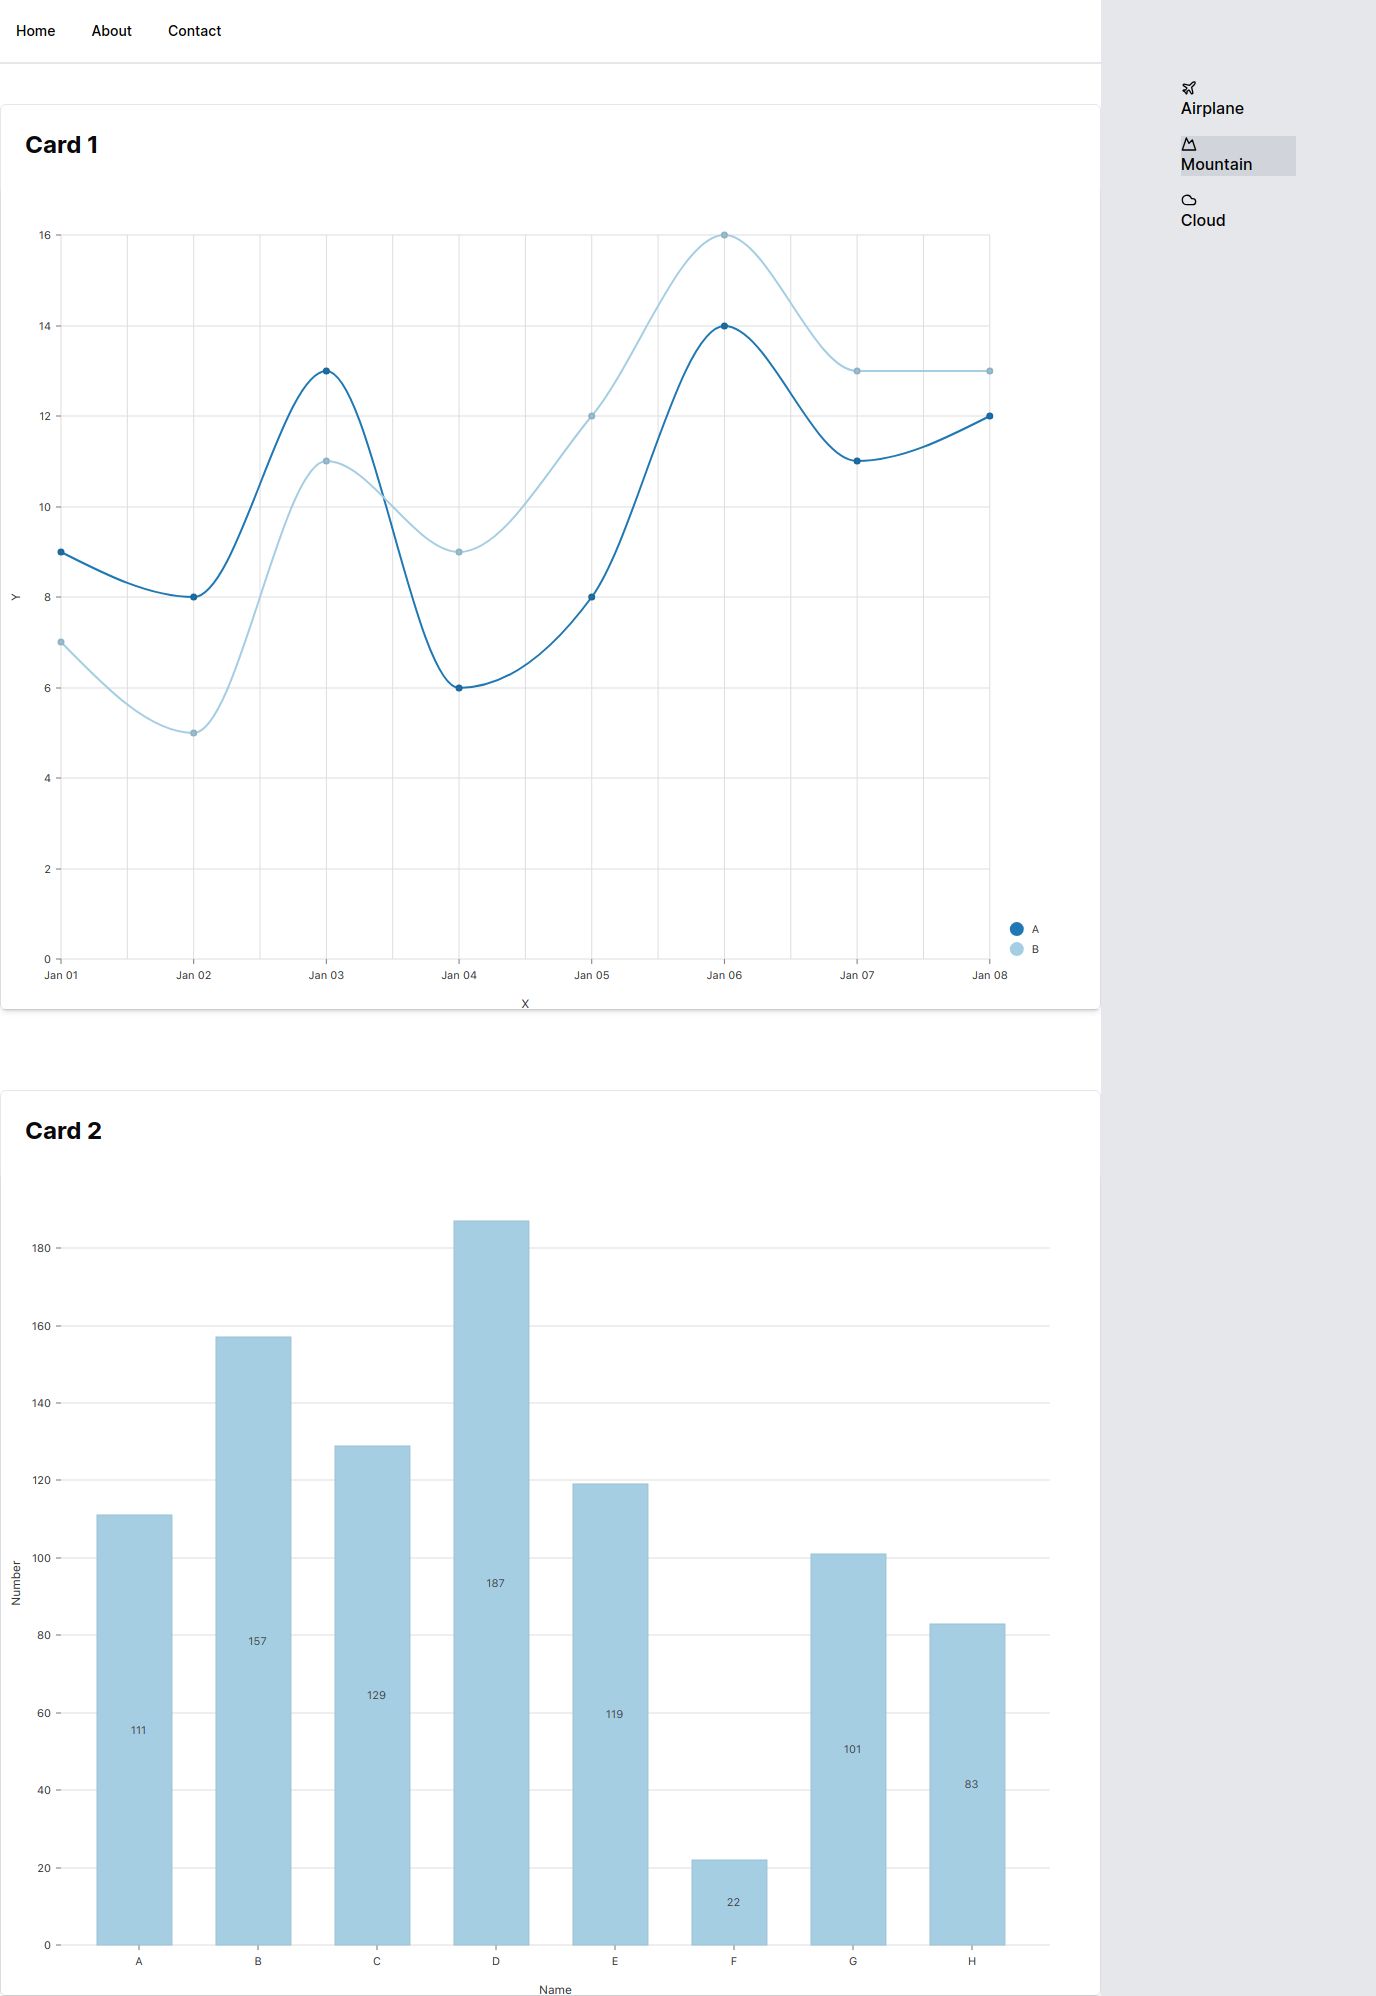 Home About Contact
Airplane
Mountain
Cloud
Card 1
16
14
12
10
8
6
4
2
0
Y
Jan 01 Jan 02 Jan 03 Jan 04 Jan 05 Jan 06 Jan 07 Jan 08
X
A
B
Card 2
180
160
140
120
100
80
60
40
20
0
Number
111 157 129 187 119 22 101 83
A B C D E F G H
Name